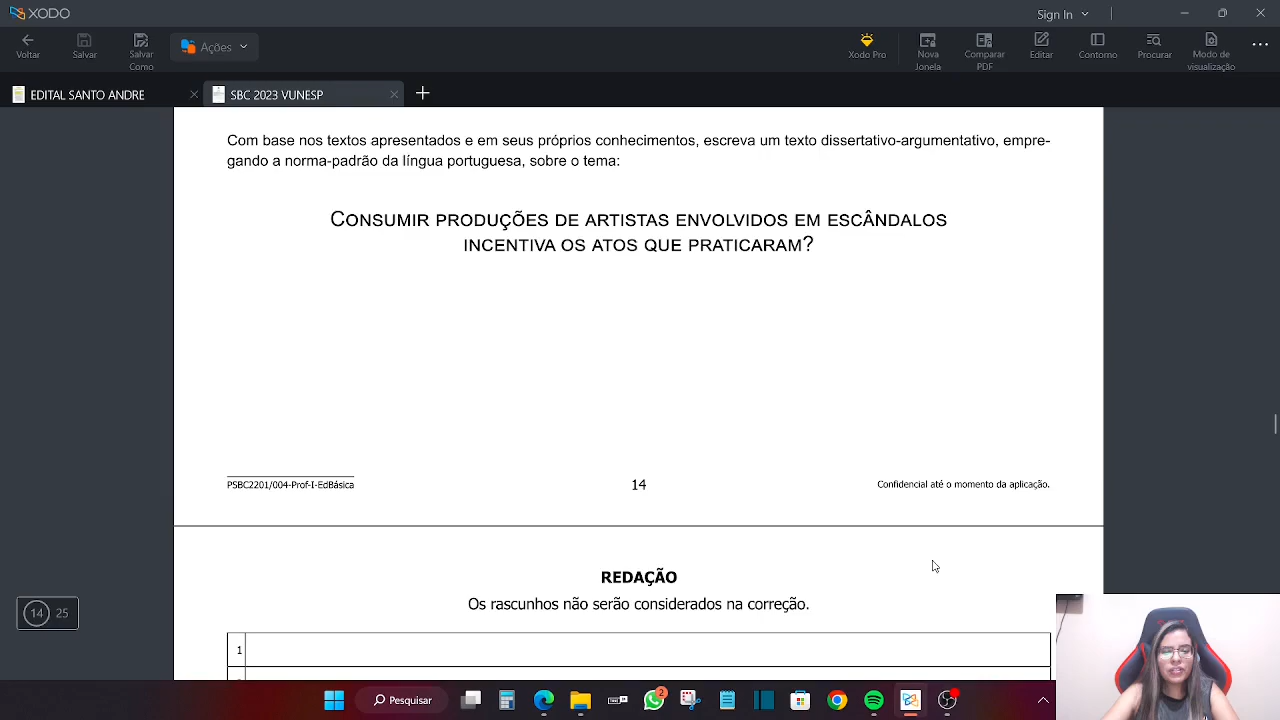 XODO
Sign In
Voltar
Salvar
Salvar Como
Ações
Xodo Pro
Nova Jonela
Comparar PDF
Editar
Contorno
Procurar
Modo de visualização
EDITAL SANTO ANDRE
SBC 2023 VUNESP
Com base nos textos apresentados e em seus próprios conhecimentos, escreva um texto dissertativo-argumentativo, empre-
gando a norma-padrão da língua portuguesa, sobre o tema:
Consumir produções de artistas envolvidos em escândalos
incentiva os atos que praticaram?
PSBC2201/004-Prof-I-EdBásica
14
Confidencial até o momento da aplicação.
REDAÇÃO
Os rascunhos não serão considerados na correção.
1
14
25
Pesquisar
2